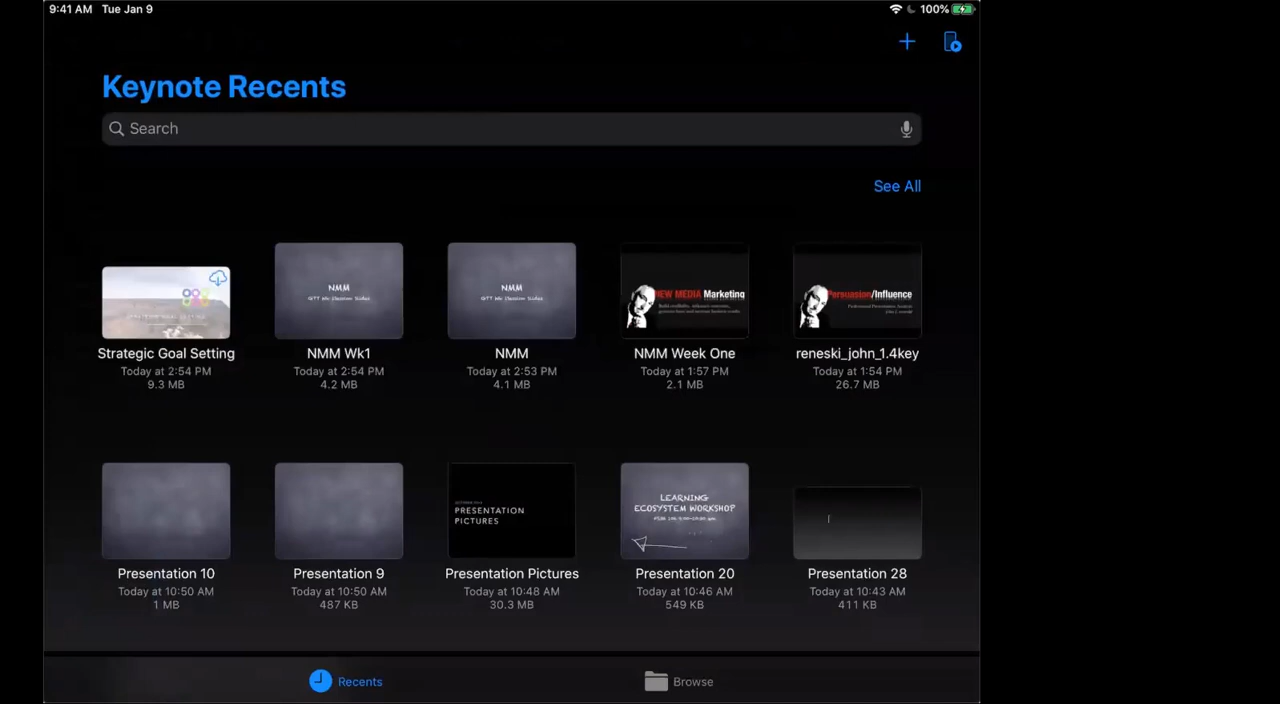 9:41 AM Tue Jan 9
100%
Keynote Recents
Search
See All
NMM
NMM
NEW MEDIA Marketing
Persuasion/Influence
Strategic Goal Setting
NMM Wk1
NMM
NMM Week One
reneski_john_1.4key
Today at 2:54 PM
Today at 2:54 PM
Today at 2:53 PM
Today at 1:57 PM
Today at 1:54 PM
9.3 MB
4.2 MB
4.1 MB
2.1 MB
26.7 MB
PRESENTATION
PICTURES
LEARNING
ECOSYSTEM WORKSHOP
Presentation 10
Presentation 9
Presentation Pictures
Presentation 20
Presentation 28
Today at 10:50 AM
Today at 10:50 AM
Today at 10:48 AM
Today at 10:46 AM
Today at 10:43 AM
1 MB
487 KB
30.3 MB
549 KB
411 KB
Recents
Browse